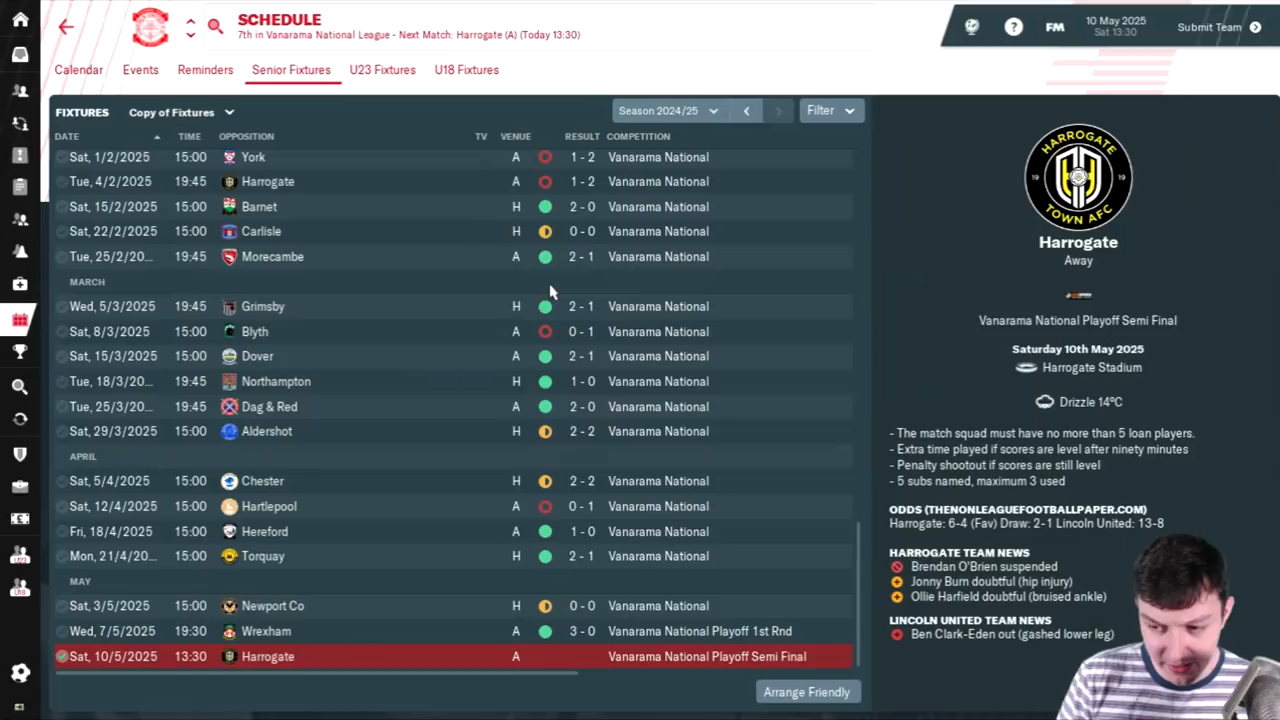 SCHEDULE
7th in Vanarama National League - Next Match: Harrogate (A) (Today 13:30)
FM
10 May 2025
Sat 13:30
Submit Team
Calendar Events Reminders Senior Fixtures U23 Fixtures U18 Fixtures
FIXTURES Copy of Fixtures Season 2024/25 Filter
DATE TIME OPPOSITION TV VENUE RESULT COMPETITION
Sat, 1/2/2025 15:00 York A 1 - 2 Vanarama National
Tue, 4/2/2025 19:45 Harrogate A 1 - 2 Vanarama National
Sat, 15/2/2025 15:00 Barnet H 2 - 0 Vanarama National
Sat, 22/2/2025 15:00 Carlisle H 0 - 0 Vanarama National
Tue, 25/2/20... 19:45 Morecambe A 2 - 1 Vanarama National
MARCH
Wed, 5/3/2025 19:45 Grimsby H 2 - 1 Vanarama National
Sat, 8/3/2025 15:00 Blyth A 0 - 1 Vanarama National
Sat, 15/3/2025 15:00 Dover A 2 - 1 Vanarama National
Tue, 18/3/20... 19:45 Northampton H 1 - 0 Vanarama National
Tue, 25/3/20... 19:45 Dag & Red A 2 - 0 Vanarama National
Sat, 29/3/2025 15:00 Aldershot H 2 - 2 Vanarama National
APRIL
Sat, 5/4/2025 15:00 Chester H 2 - 2 Vanarama National
Sat, 12/4/2025 15:00 Hartlepool A 0 - 1 Vanarama National
Fri, 18/4/2025 15:00 Hereford A 1 - 0 Vanarama National
Mon, 21/4/20... 15:00 Torquay H 2 - 1 Vanarama National
MAY
Sat, 3/5/2025 15:00 Newport Co H 0 - 0 Vanarama National
Wed, 7/5/2025 19:30 Wrexham A 3 - 0 Vanarama National Playoff 1st Rnd
Sat, 10/5/2025 13:30 Harrogate A Vanarama National Playoff Semi Final
Arrange Friendly
HARROGATE
19 19
TOWN AFC
Harrogate
Away
Vanarama National Playoff Semi Final
Saturday 10th May 2025
Harrogate Stadium
Drizzle 14°C
- The match squad must have no more than 5 loan players.
- Extra time played if scores are level after ninety minutes
- Penalty shootout if scores are still level
- 5 subs named, maximum 3 used
ODDS (THENONLEAGUEFOOTBALLPAPER.COM)
Harrogate: 6-4 (Fav) Draw: 2-1 Lincoln United: 13-8
HARROGATE TEAM NEWS
Brendan O'Brien suspended
Jonny Burn doubtful (hip injury)
Ollie Harfield doubtful (bruised ankle)
LINCOLN UNITED TEAM NEWS
Ben Clark-Eden out (gashed lower leg)
U23
U18